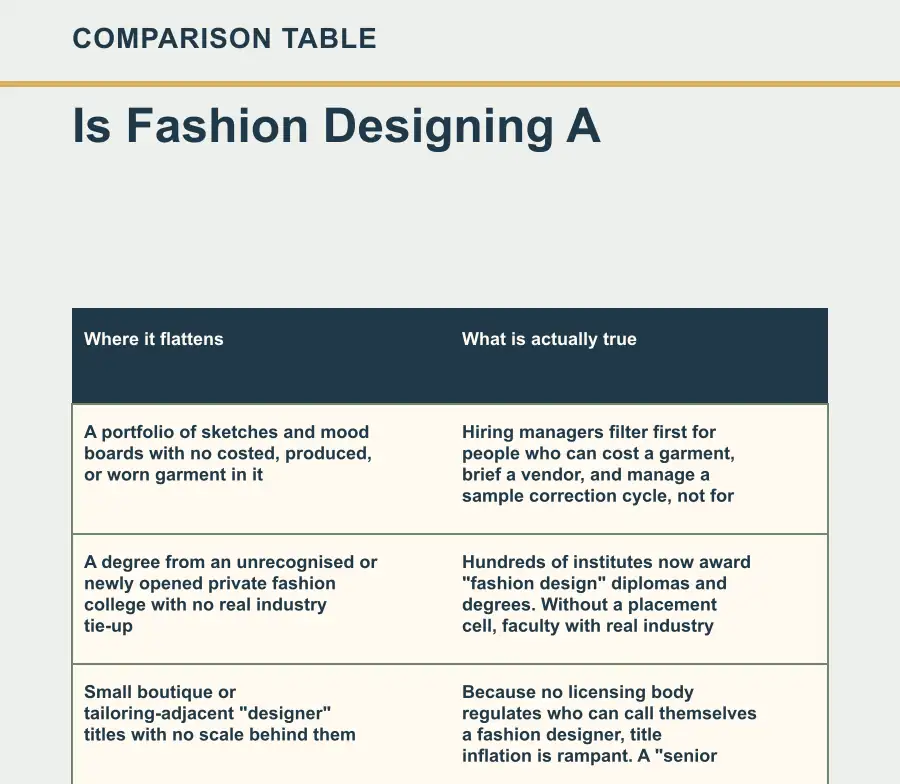 COMPARISON TABLE
Is Fashion Designing A
Where it flattens
What is actually true
A portfolio of sketches and mood
boards with no costed, produced,
or worn garment in it
Hiring managers filter first for
people who can cost a garment,
brief a vendor, and manage a
sample correction cycle, not for
A degree from an unrecognised or
newly opened private fashion
college with no real industry
tie-up
Hundreds of institutes now award
"fashion design" diplomas and
degrees. Without a placement
cell, faculty with real industry
Small boutique or
tailoring-adjacent "designer"
titles with no scale behind them
Because no licensing body
regulates who can call themselves
a fashion designer, title
inflation is rampant. A "senior